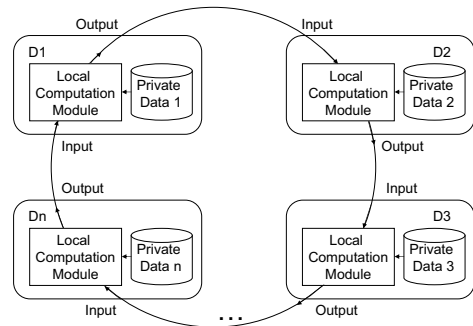 Output
Input
D1
Local
Computation
Module
Private
Data 1
Input
D2
Local
Computation
Module
Private
Data 2
Output
Output
Dn
Local
Computation
Module
Private
Data n
Input
Input
D3
Local
Computation
Module
Private
Data 3
Output
...